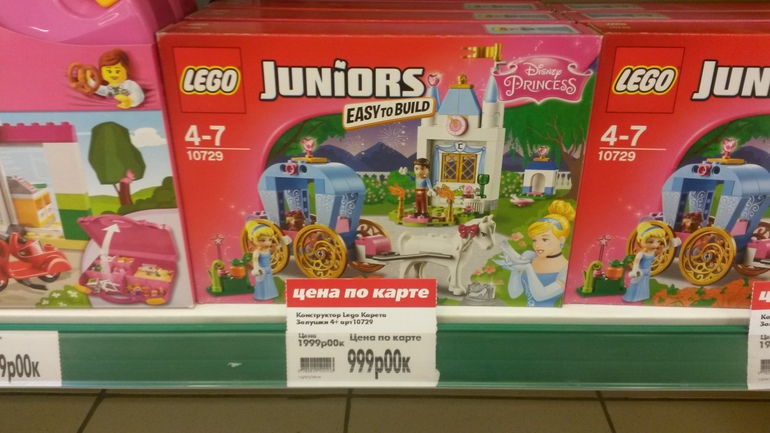 LEGO
JUNiORS
EASY TO BUILD
Disney
PRINCESS
4-7
10729
LEGO
JUN
4-7
10729
цена по карте
Конструктор Lego Карета
Золушки 4+ арт10729
Цена
Цена по карте
1999р00к
999р00к
9р00к